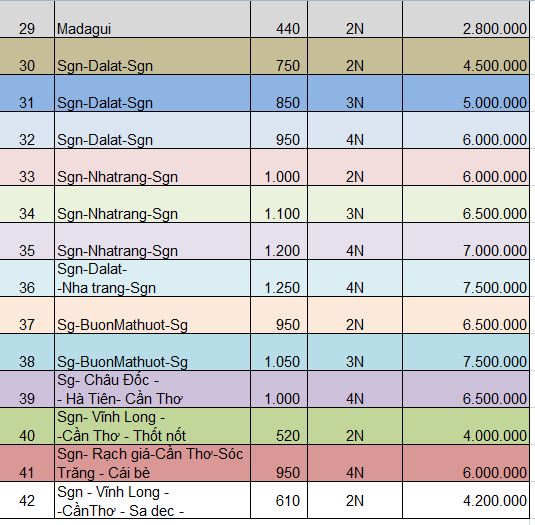 29 Madagui 440 2N 2.800.000
30 Sgn-Dalat-Sgn 750 2N 4.500.000
31 Sgn-Dalat-Sgn 850 3N 5.000.000
32 Sgn-Dalat-Sgn 950 4N 6.000.000
33 Sgn-Nhatrang-Sgn 1.000 2N 6.000.000
34 Sgn-Nhatrang-Sgn 1.100 3N 6.500.000
35 Sgn-Nhatrang-Sgn 1.200 4N 7.000.000
Sgn-Dalat-
36 -Nha trang-Sgn 1.250 4N 7.500.000
37 Sg-BuonMathuot-Sg 950 2N 6.500.000
38 Sg-BuonMathuot-Sg 1.050 3N 7.500.000
Sg- Châu Đốc -
39 - Hà Tiên- Cần Thơ 1.000 4N 6.500.000
Sgn- Vĩnh Long -
40 -Cần Thơ - Thốt nốt 520 2N 4.000.000
Sgn- Rạch giá-Cần Thơ-Sóc
41 Trăng - Cái bè 950 4N 6.000.000
Sgn - Vĩnh Long -
42 -CầnThơ - Sa dec - 610 2N 4.200.000